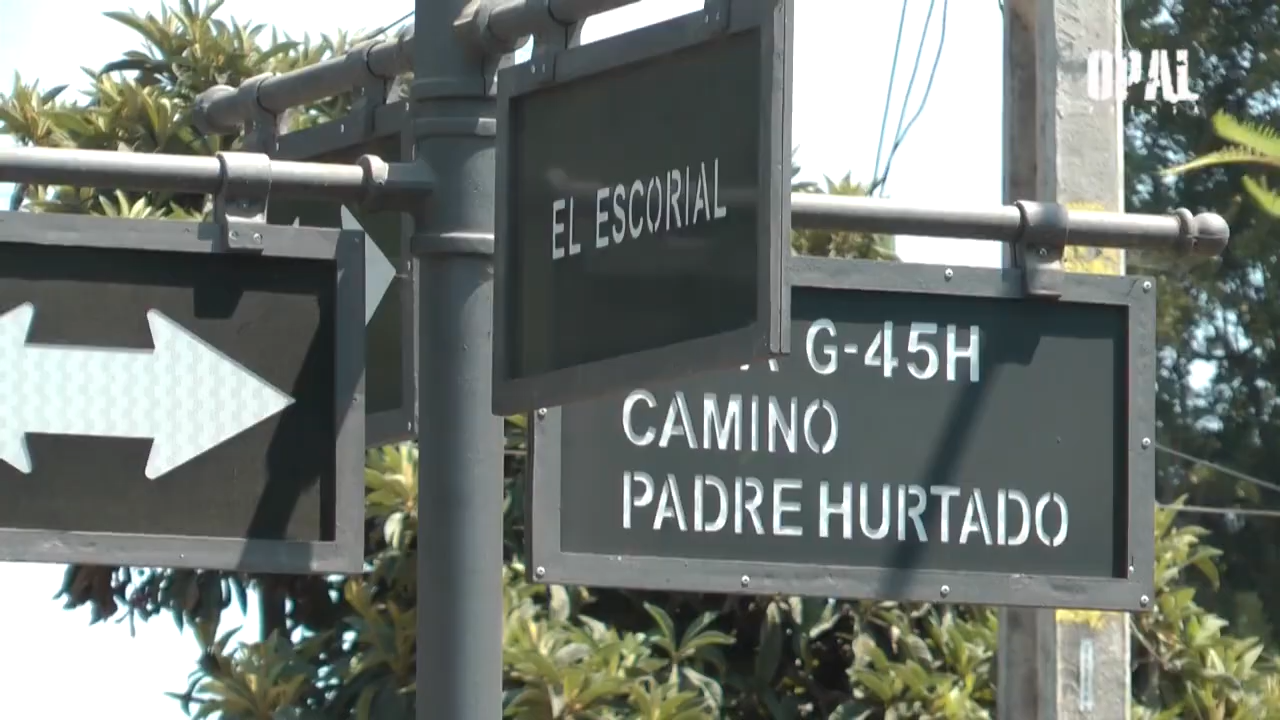 OPAL
EL ESCORIAL
G-45H
CAMINO
PADRE HURTADO